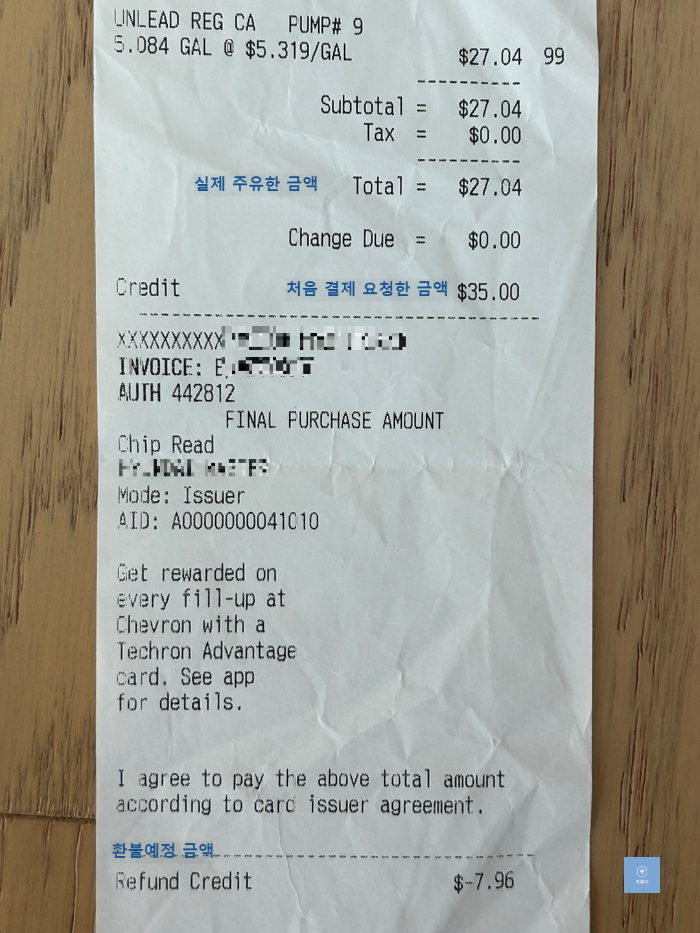 UNLEAD REG CA PUMP# 9
5.084 GAL @ $5.319/GAL $27.04 99
Subtotal = $27.04
Tax = $0.00
실제 주유한 금액 Total = $27.04
Change Due = $0.00
Credit 처음 결제 요청한 금액 $35.00
XXXXXXXXXX
INVOICE:
AUTH 442812
FINAL PURCHASE AMOUNT
Chip Read
Mode: Issuer
AID: A0000000041010
Get rewarded on
every fill-up at
Chevron with a
Techron Advantage
card. See app
for details.
I agree to pay the above total amount
according to card issuer agreement.
환불예정 금액
Refund Credit $-7.96